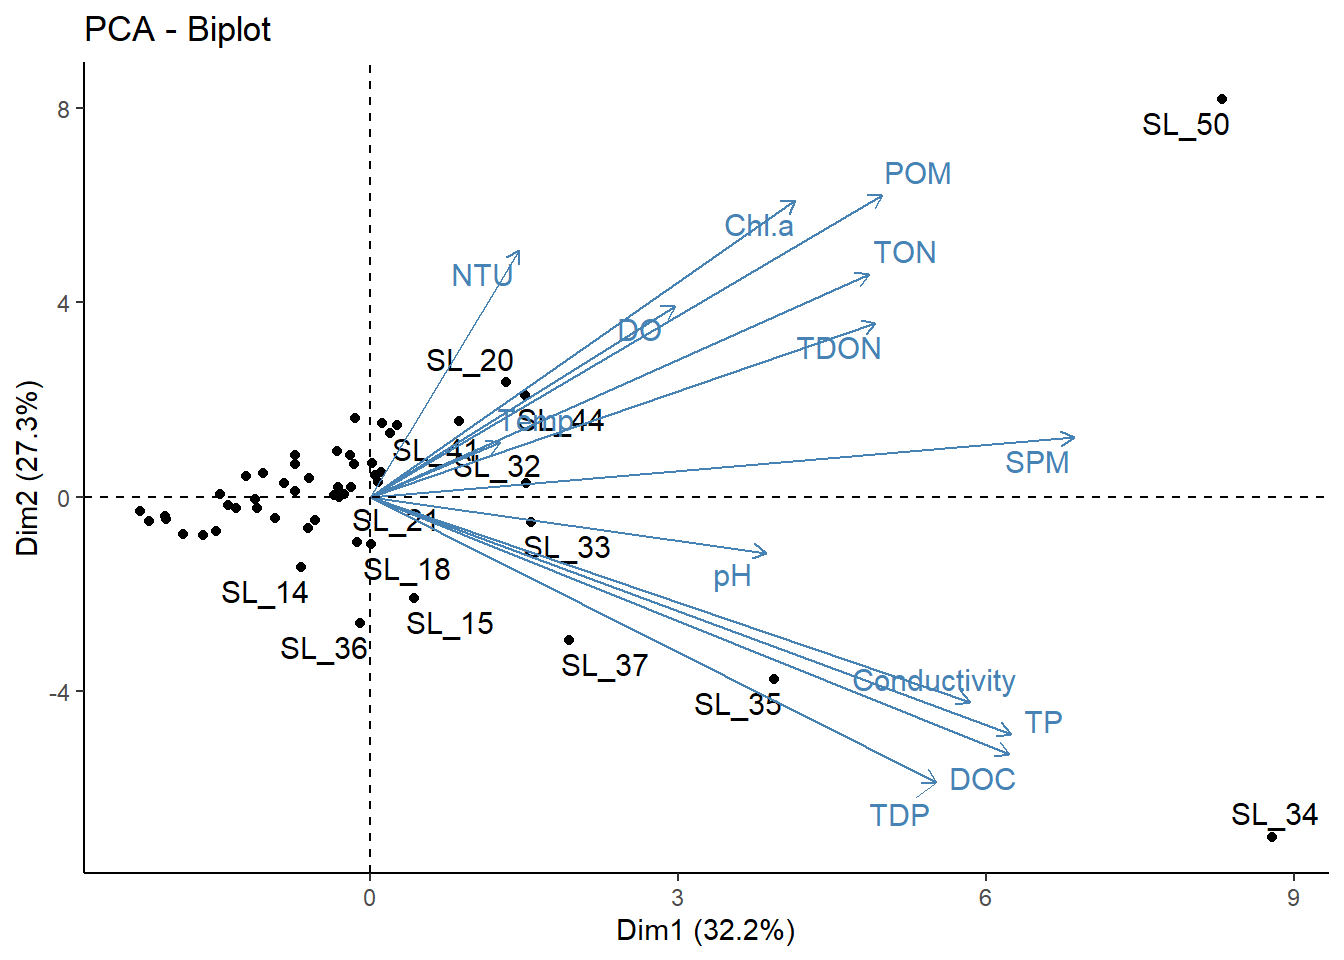 PCA - Biplot
8
SL_50
POM
Chl.a
TON
NTU
4
DO
TDON
SL_20
Temp
SL_44
SL_41
SL_32
SPM
0
SL_21
SL_33
SL_18
pH
SL_14
SL_15
SL_36
SL_37
Conductivity
-4
SL_35
TP
DOC
TDP
SL_34
0
3
6
9
Dim1 (32.2%)
Dim2 (27.3%)